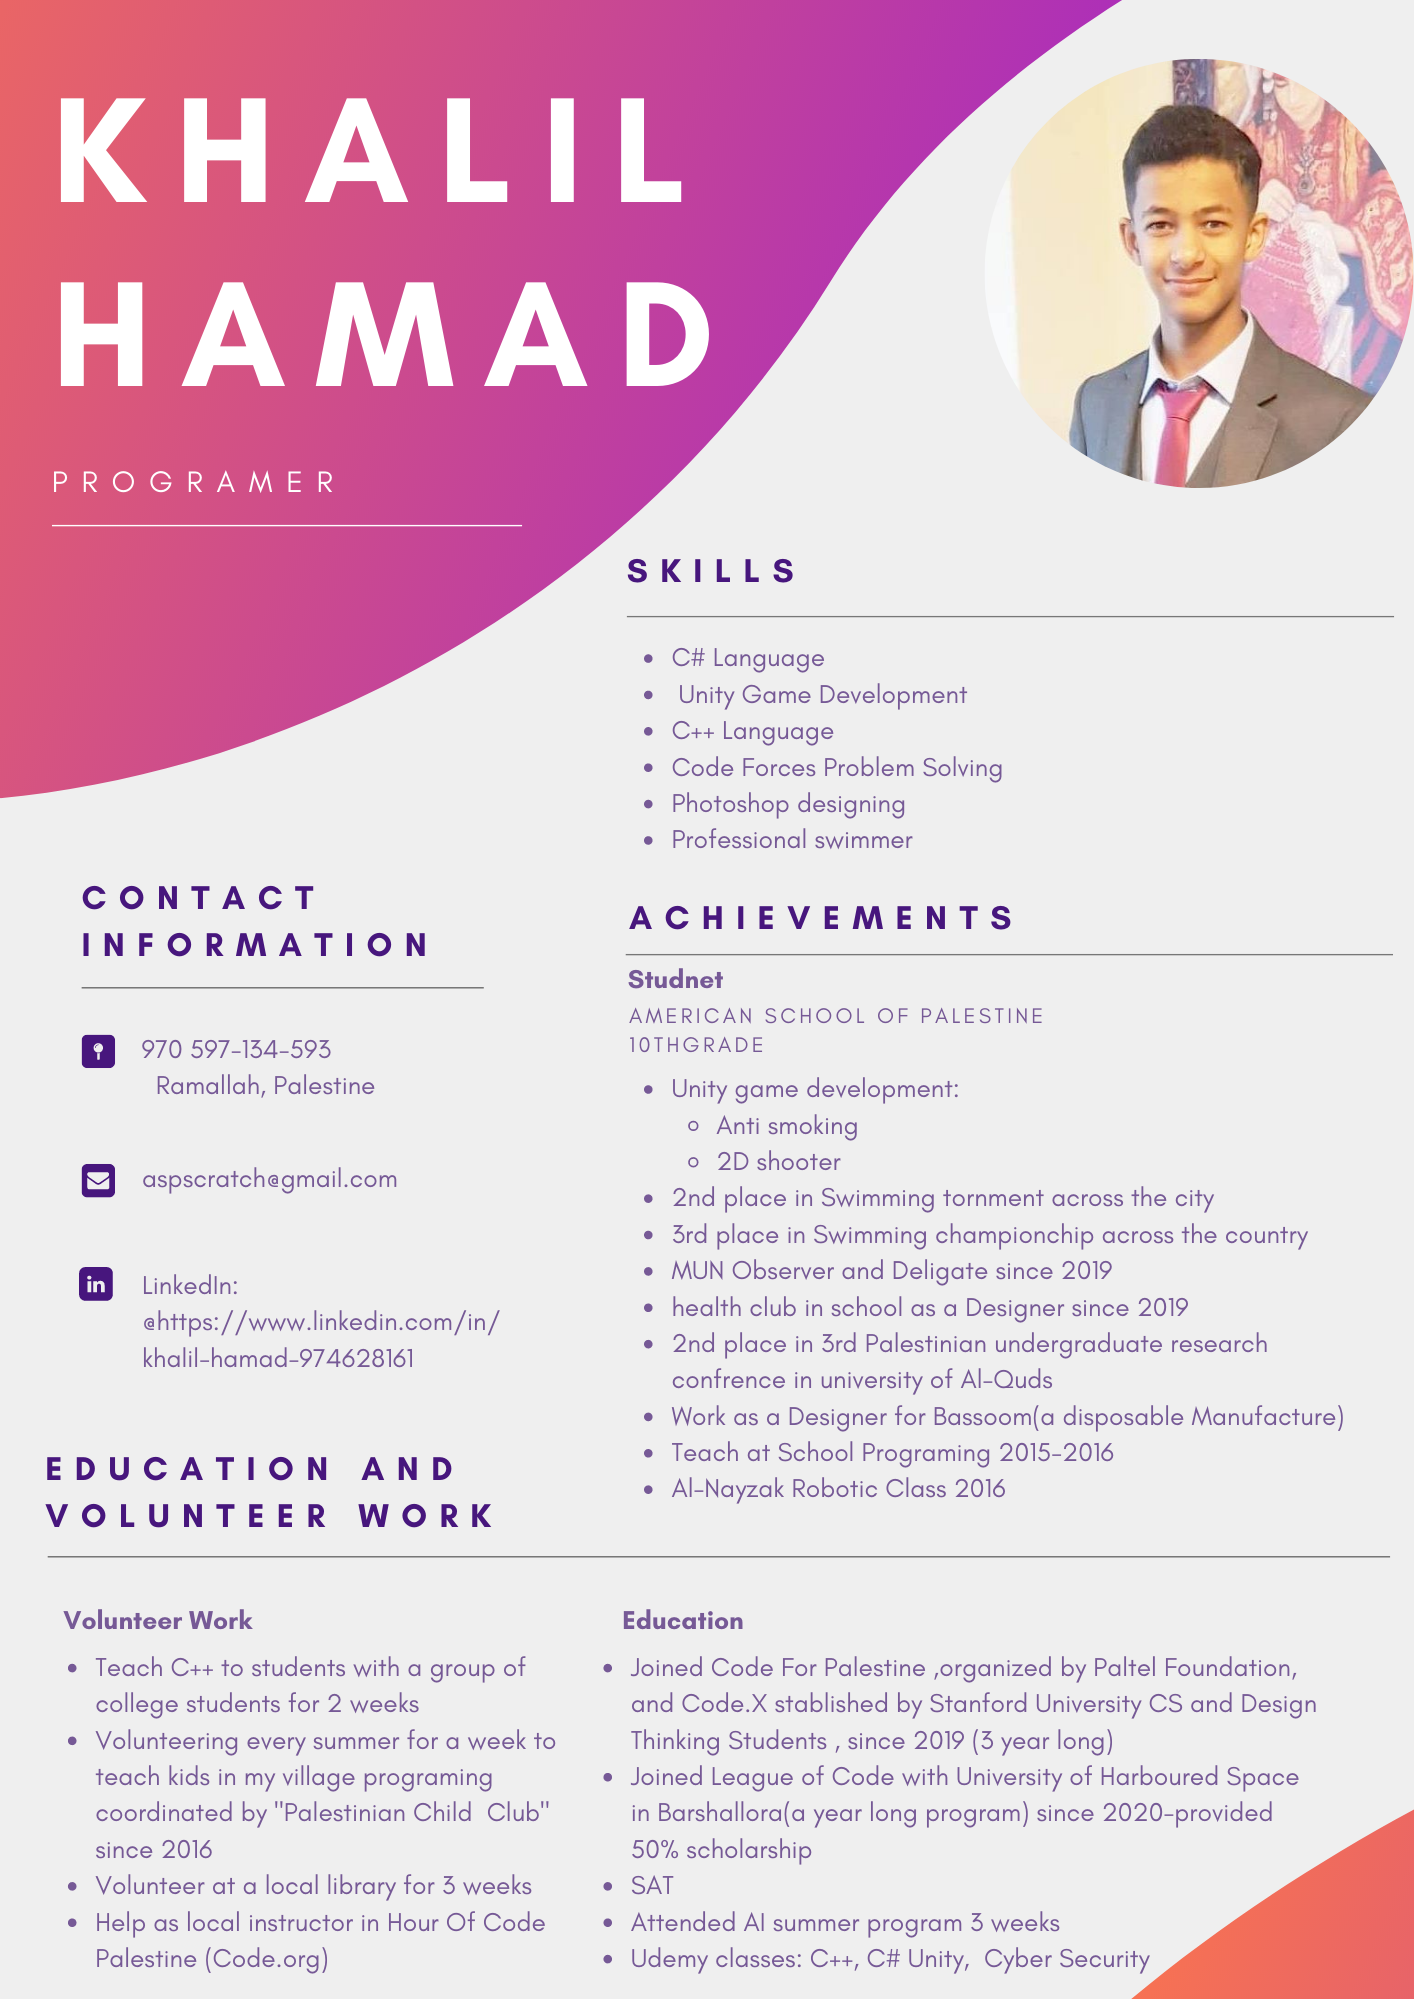 KHALIL
HAMAD
PROGRAMER
SKILLS
C# Language
Unity Game Development
C++ Language
Code Forces Problem Solving
Photoshop designing
Professional swimmer
CONTACT
INFORMATION
970 597-134-593
Ramallah, Palestine
aspscratch@gmail.com
in
LinkedIn:
@https://www.linkedin.com/in/
khalil-hamad-974628161
ACHIEVEMENTS
Studnet
AMERICAN SCHOOL OF PALESTINE
10THGRADE
Unity game development:
Anti smoking
2D shooter
2nd place in Swimming tornment across the city
3rd place in Swimming championchip across the country
MUN Observer and Deligate since 2019
health club in school as a Designer since 2019
2nd place in 3rd Palestinian undergraduate research
confrence in university of Al-Quds
Work as a Designer for Bassoom(a disposable Manufacture)
Teach at School Programing 2015-2016
Al-Nayzak Robotic Class 2016
EDUCATION AND
VOLUNTEER WORK
Volunteer Work
Teach C++ to students with a group of
college students for 2 weeks
Volunteering every summer for a week to
teach kids in my village programing
coordinated by "Palestinian Child  Club"
since 2016
Volunteer at a local library for 3 weeks
Help as local instructor in Hour Of Code
Palestine (Code.org)
Education
Joined Code For Palestine ,organized by Paltel Foundation,
and Code.X stablished by Stanford University CS and Design
Thinking Students , since 2019 (3 year long)
Joined League of Code with University of Harboured Space
in Barshallora(a year long program) since 2020-provided
50% scholarship
SAT
Attended AI summer program 3 weeks
Udemy classes: C++, C# Unity,  Cyber Security